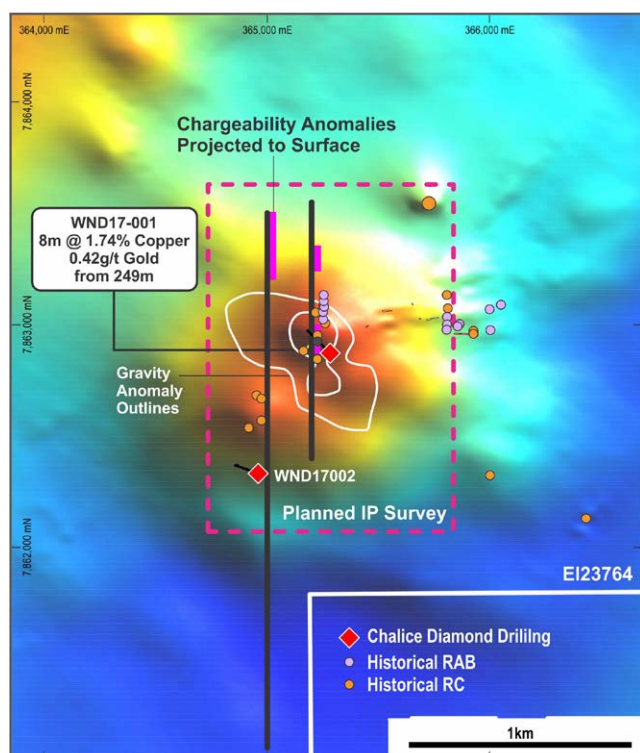 364,000 mE
365,000 mE
366,000 mE
7,864,000 mN
Chargeability Anomalies
Projected to Surface
WND17-001
8m @ 1.74% Copper
0.42g/t Gold
from 249m
7,863,000 mN
Gravity
Anomaly
Outlines
WND17002
Planned IP Survey
7,862,000 mN
EI23764
Chalice Diamond Drililng
Historical RAB
Historical RC
1km